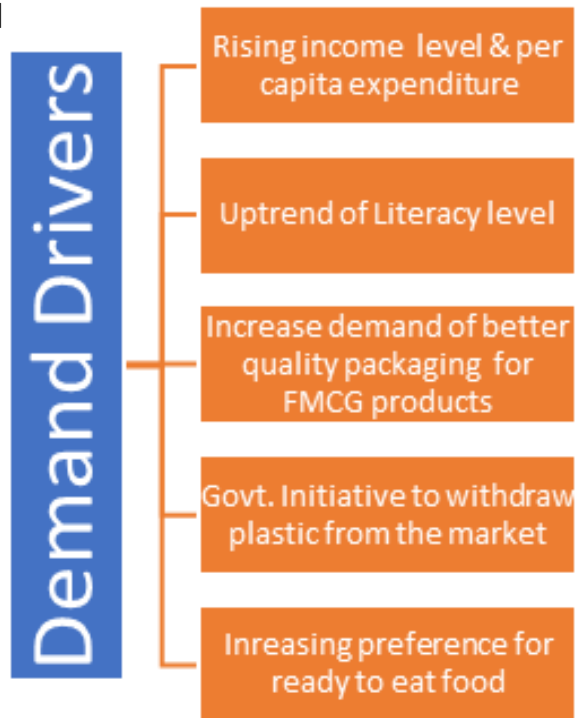 Demand Drivers
Rising income level & per
capita expenditure
Uptrend of Literacy level
Increase demand of better
quality packaging for
FMCG products
Govt. Initiative to withdraw
plastic from the market
Inreasing preference for
ready to eat food